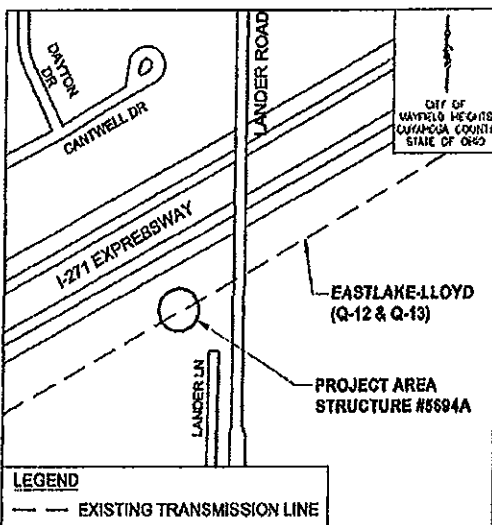 DAYTON
DR
CANTWELL DR
LANDER ROAD
CITY OF
MAYFIELD HEIGHTS
CUYAHOGA COUNTY
STATE OF OHIO
I-271 EXPRESSWAY
EASTLAKE-LLOYD
(Q-12 & Q-13)
PROJECT AREA
STRUCTURE #5694A
LANDER LN
LEGEND
EXISTING TRANSMISSION LINE